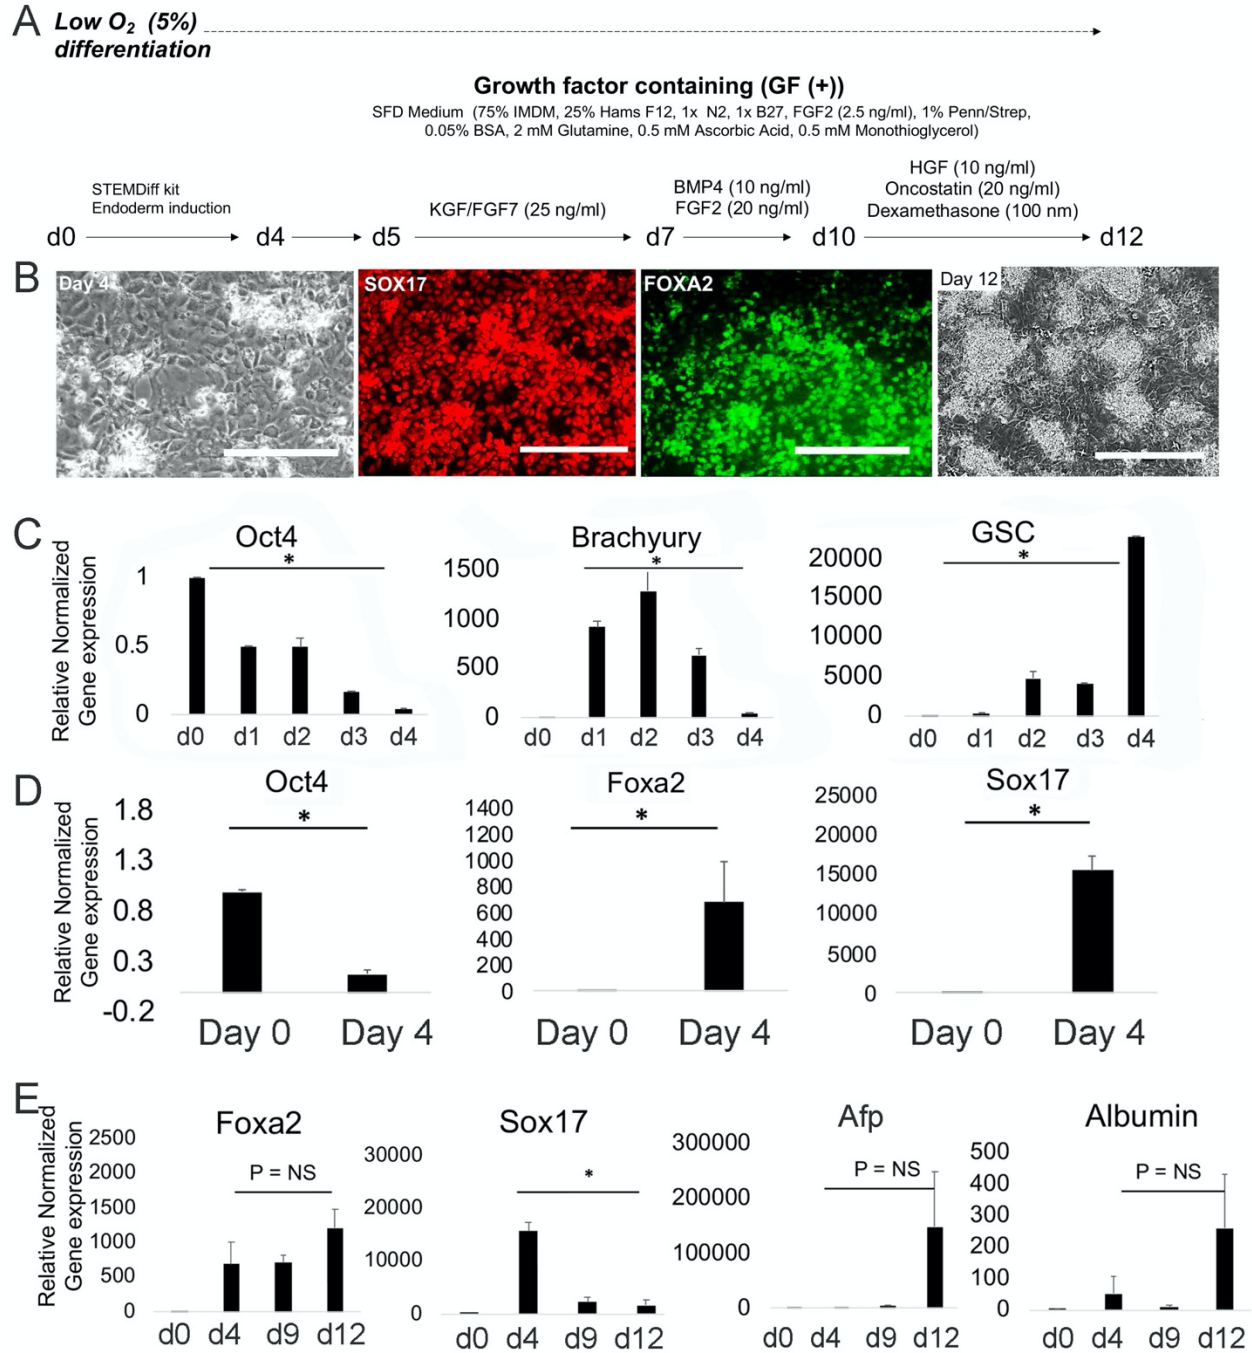 A
Low O2 (5%)
differentiation
Growth factor containing (GF (+))
SFD Medium (75% IMDM, 25% Hams F12, 1x N2, 1x B27, FGF2 (2.5 ng/ml), 1% Penn/Strep,
0.05% BSA, 2 mM Glutamine, 0.5 mM Ascorbic Acid, 0.5 mM Monothioglycerol)
STEMDiff kit
Endoderm induction
KGF/FGF7 (25 ng/ml)
BMP4 (10 ng/ml)
FGF2 (20 ng/ml)
HGF (10 ng/ml)
Oncostatin (20 ng/ml)
Dexamethasone (100 nm)
d0 d4 d5 d7 d10 d12
B
Day 4
SOX17
FOXA2
Day 12
C
Relative Normalized
Gene expression
Oct4
*
1
0.5
0
d0 d1 d2 d3 d4
Brachyury
*
1500
1000
500
0
d0 d1 d2 d3 d4
GSC
*
20000
15000
10000
5000
0
d0 d1 d2 d3 d4
D
Relative Normalized
Gene expression
Oct4
*
1.8
1.3
0.8
0.3
-0.2
Day 0 Day 4
Foxa2
*
1400
1200
1000
800
600
400
200
0
Day 0 Day 4
Sox17
*
25000
20000
15000
10000
5000
0
Day 0 Day 4
E
Relative Normalized
Gene expression
Foxa2
P = NS
2500
2000
1500
1000
500
0
d0 d4 d9 d12
Sox17
*
30000
20000
10000
0
d0 d4 d9 d12
Afp
P = NS
300000
200000
100000
0
d0 d4 d9 d12
Albumin
P = NS
500
400
300
200
100
0
d0 d4 d9 d12